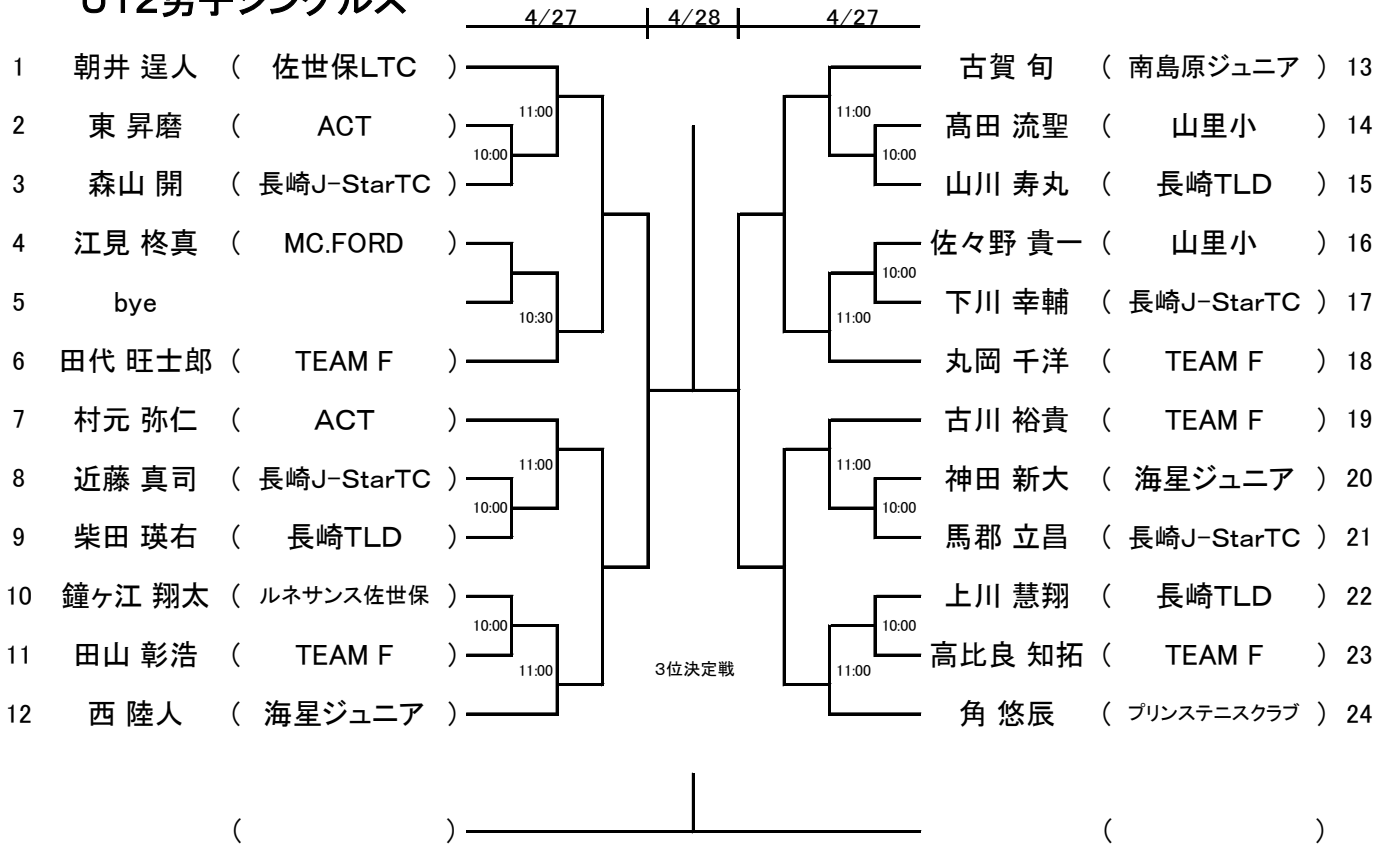 U12男子シングルス
4/27 4/28 4/27
1 朝井 逞人 ( 佐世保LTC ) 古賀 旬 ( 南島原ジュニア ) 13
11:00 11:00
2 東 昇磨 ( ACT ) 髙田 流聖 ( 山里小 ) 14
10:00 10:00
3 森山 開 ( 長崎J-StarTC ) 山川 寿丸 ( 長崎TLD ) 15
4 江見 柊真 ( MC.FORD ) 佐々野 貴一 ( 山里小 ) 16
10:00
5 bye 下川 幸輔 ( 長崎J-StarTC ) 17
10:30 11:00
6 田代 旺士郎 ( TEAM F ) 丸岡 千洋 ( TEAM F ) 18
7 村元 弥仁 ( ACT ) 古川 裕貴 ( TEAM F ) 19
11:00 11:00
8 近藤 真司 ( 長崎J-StarTC ) 神田 新大 ( 海星ジュニア ) 20
10:00 10:00
9 柴田 瑛右 ( 長崎TLD ) 馬郡 立昌 ( 長崎J-StarTC ) 21
10 鐘ヶ江 翔太 ( ルネサンス佐世保 ) 上川 慧翔 ( 長崎TLD ) 22
10:00 10:00
11 田山 彰浩 ( TEAM F ) 高比良 知拓 ( TEAM F ) 23
11:00 3位決定戦 11:00
12 西 陸人 ( 海星ジュニア ) 角 悠辰 ( プリンステニスクラブ ) 24
( ) ( )